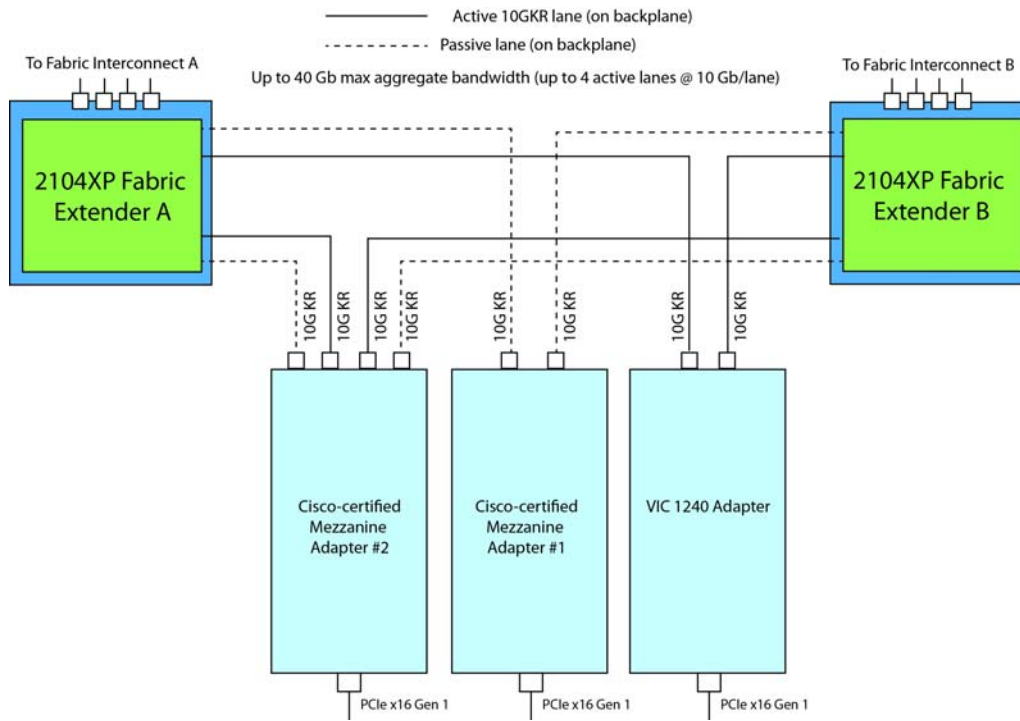 Active 10GKR lane (on backplane)
Passive lane (on backplane)
Up to 40 Gb max aggregate bandwidth (up to 4 active lanes @ 10 Gb/lane)
To Fabric Interconnect A
To Fabric Interconnect B
2104XP Fabric
Extender A
2104XP Fabric
Extender B
10G KR
10G KR
10G KR
10G KR
10G KR
10G KR
10G KR
10G KR
Cisco-certified
Mezzanine
Adapter #2
Cisco-certified
Mezzanine
Adapter #1
VIC 1240 Adapter
PCIe x16 Gen 1
PCIe x16 Gen 1
PCIe x16 Gen 1